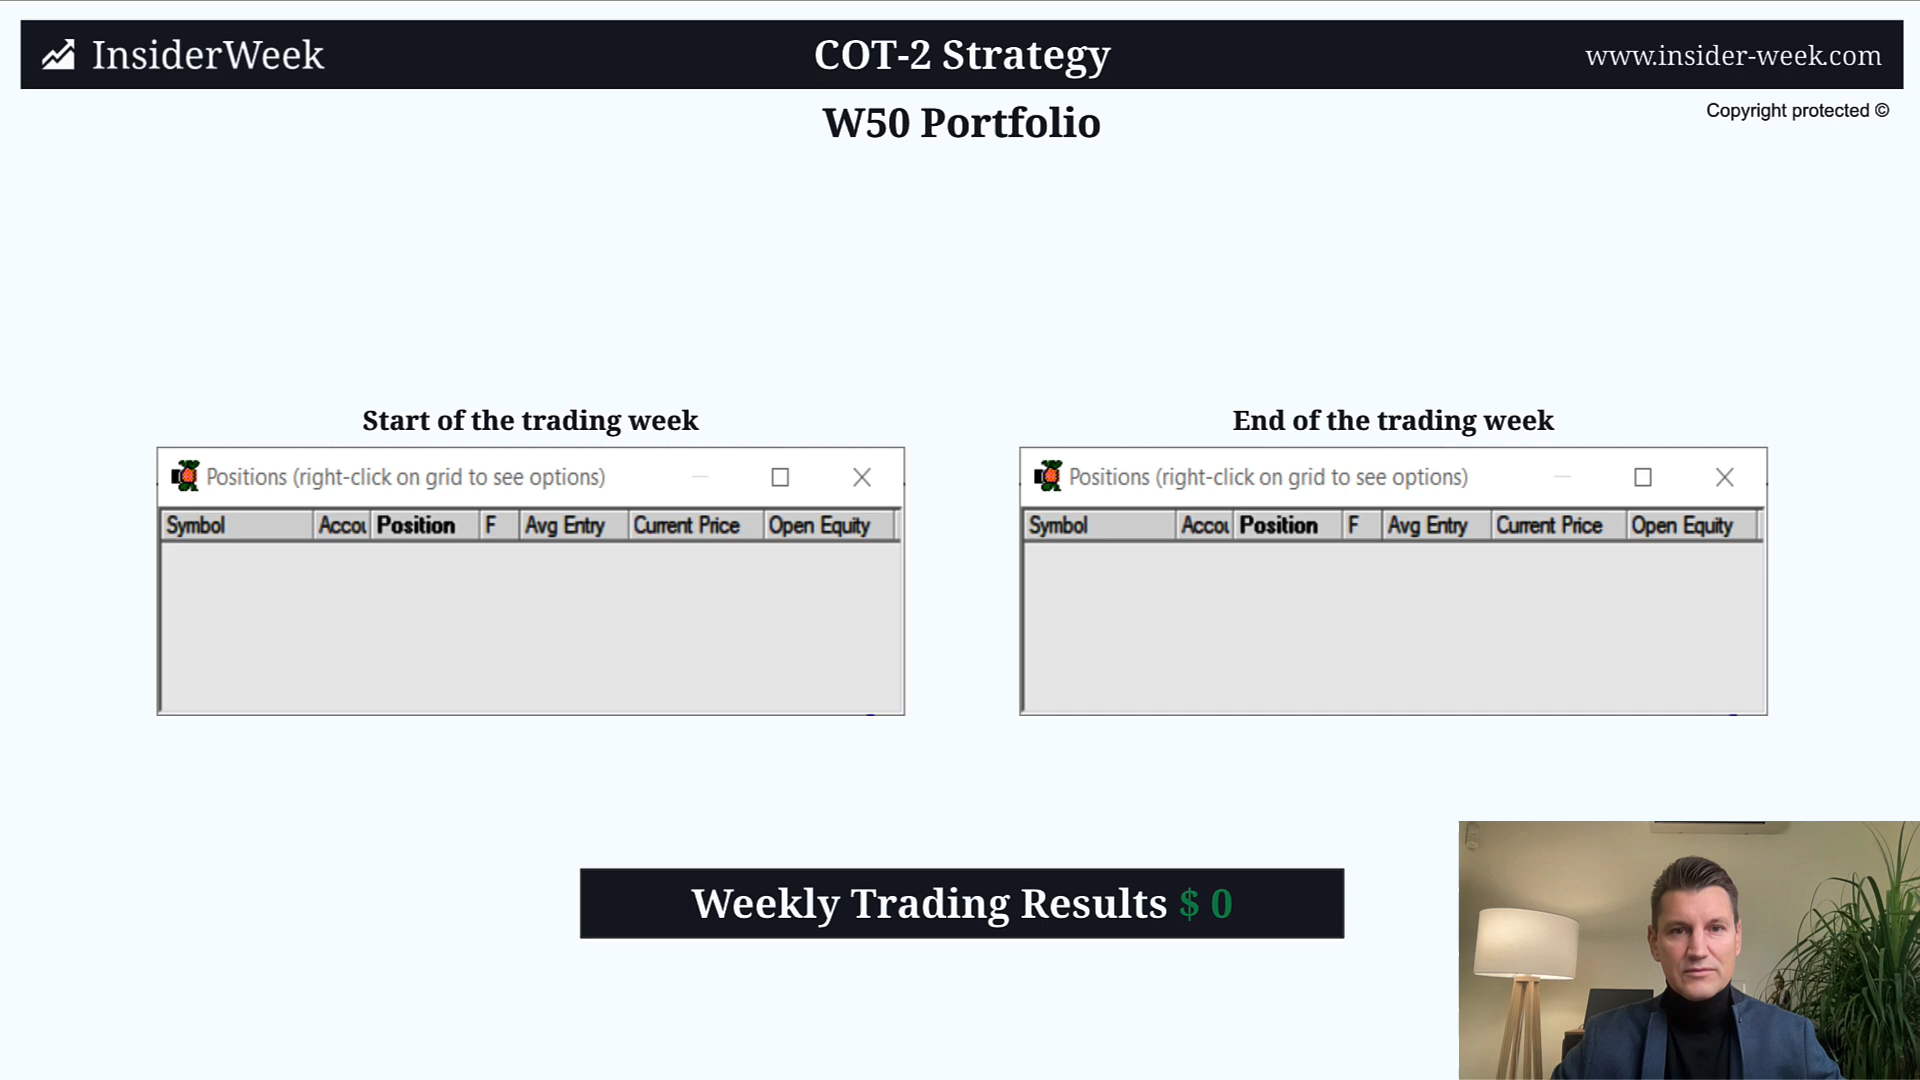 InsiderWeek
COT-2 Strategy
www.insider-week.com
W50 Portfolio
Copyright protected ©
Start of the trading week
End of the trading week
Positions (right-click on grid to see options)
Positions (right-click on grid to see options)
Symbol Accou Position F Avg Entry Current Price Open Equity
Symbol Accou Position F Avg Entry Current Price Open Equity
Weekly Trading Results $ 0